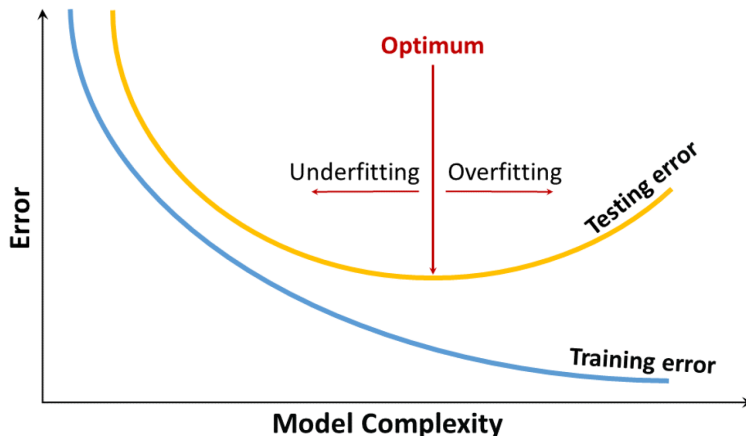 Optimum
Underfitting
Overfitting
Testing error
Error
Training error
Model Complexity